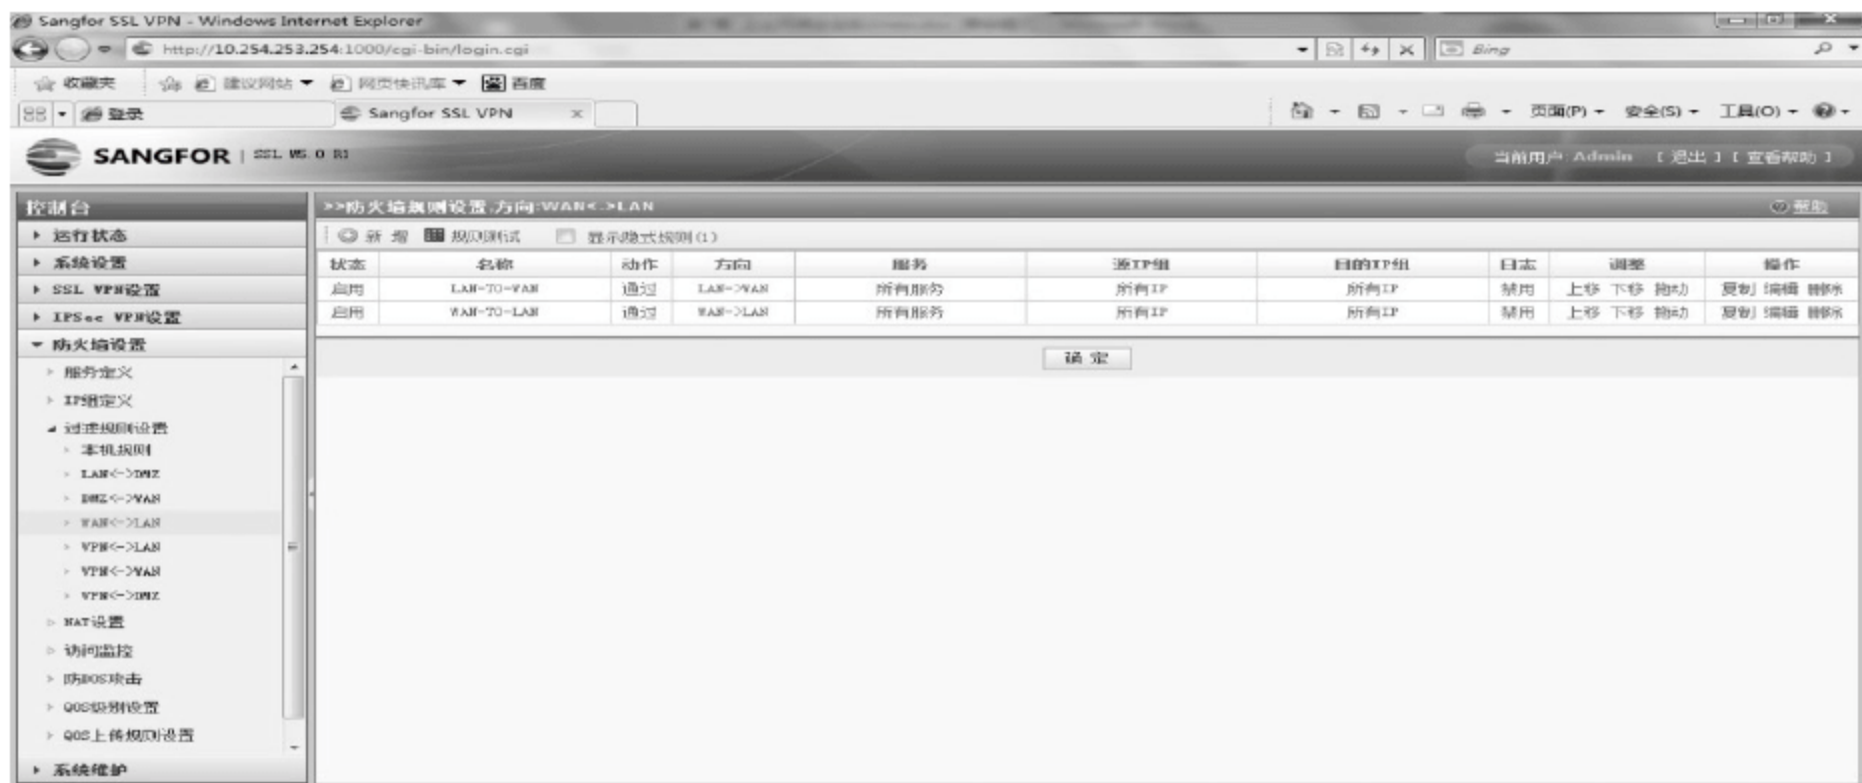 Sangfor SSL VPN - Windows Internet Explorer
http://10.254.253.254:1000/cgi-bin/login.cgi
Bing
收藏夹 建议网站 网页快讯库 百度
登录 Sangfor SSL VPN 页面(P) 安全(S) 工具(O)
SANGFOR | SSL M5.0 R1 当前用户:Admin [退出] [查看帮助]
控制台
>>防火墙规则设置,方向:WAN<->LAN 帮助
新增 规则测试 显示隐式规则(1)
状态 名称 动作 方向 服务 源IP组 目的IP组 日志 调整 操作
启用 LAN-TO-WAN 通过 LAN->WAN 所有服务 所有IP 所有IP 禁用 上移 下移 拖动 复制 编辑 删除
启用 WAN-TO-LAN 通过 WAN->LAN 所有服务 所有IP 所有IP 禁用 上移 下移 拖动 复制 编辑 删除
确定
运行状态
系统设置
SSL VPN设置
IPSec VPN设置
防火墙设置
服务定义
IP组定义
过滤规则设置
本机规则
LAN<->DMZ
DMZ<->WAN
WAN<->LAN
VPN<->LAN
VPN<->WAN
VPN<->DMZ
NAT设置
访问监控
防DOS攻击
QOS级别设置
QOS上传规则设置
系统维护